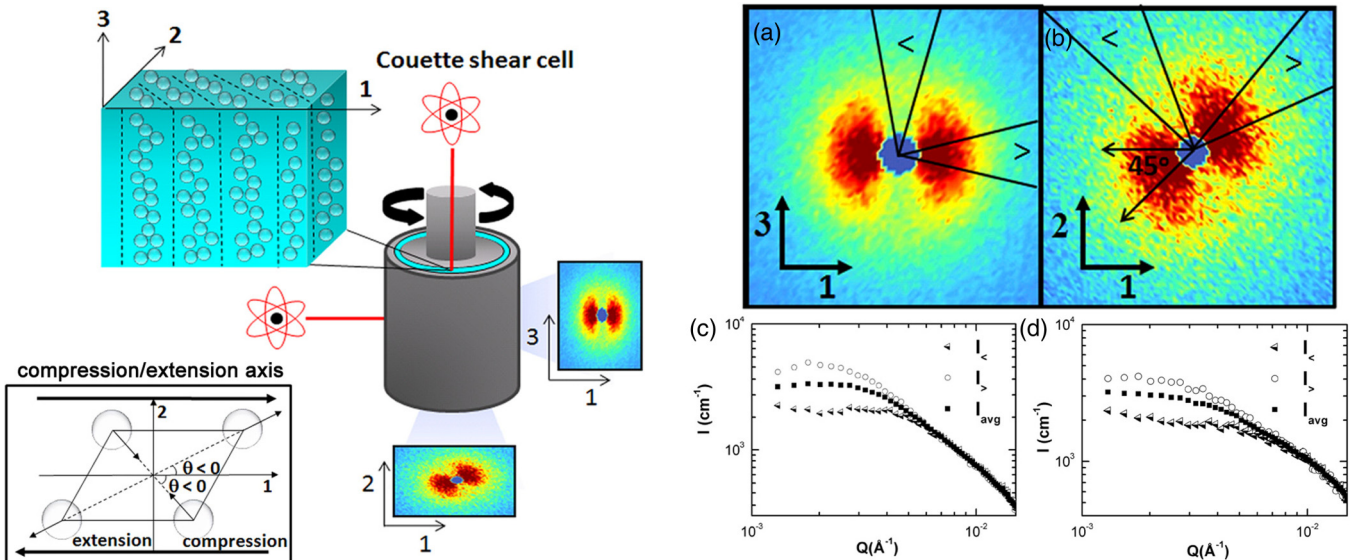 3
2
1
Couette shear cell
3
1
2
1
compression/extension axis
2
θ < 0
θ < 0
1
extension
compression
(a)
<
>
3
1
(b)
<
>
45°
2
1
(c)
10⁴
10³
I (cm⁻¹)
I<
I>
Iavg
10⁻³
10⁻²
Q(Å⁻¹)
(d)
10⁴
10³
I (cm⁻¹)
I<
I>
Iavg
10⁻³
10⁻²
Q(Å⁻¹)